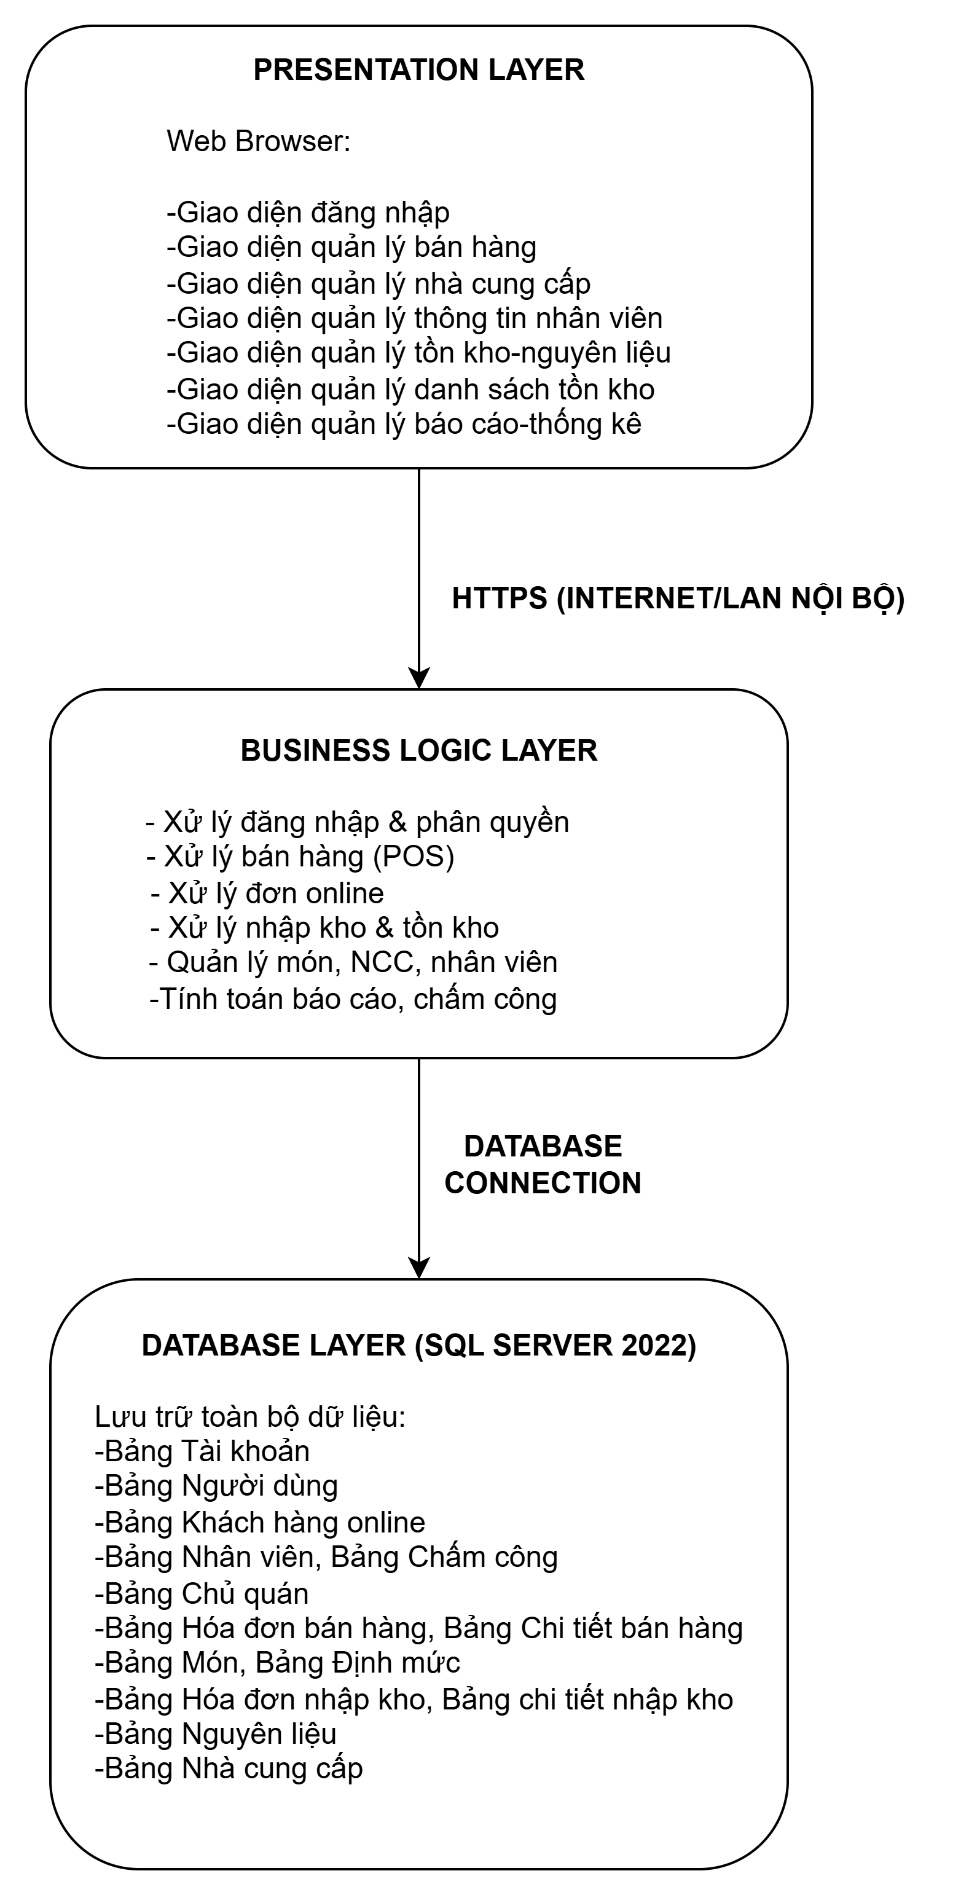 PRESENTATION LAYER
Web Browser:
-Giao diện đăng nhập
-Giao diện quản lý bán hàng
-Giao diện quản lý nhà cung cấp
-Giao diện quản lý thông tin nhân viên
-Giao diện quản lý tồn kho-nguyên liệu
-Giao diện quản lý danh sách tồn kho
-Giao diện quản lý báo cáo-thống kê
HTTPS (INTERNET/LAN NỘI BỘ)
BUSINESS LOGIC LAYER
- Xử lý đăng nhập & phân quyền
- Xử lý bán hàng (POS)
- Xử lý đơn online
- Xử lý nhập kho & tồn kho
- Quản lý món, NCC, nhân viên
-Tính toán báo cáo, chấm công
DATABASE
CONNECTION
DATABASE LAYER (SQL SERVER 2022)
Lưu trữ toàn bộ dữ liệu:
-Bảng Tài khoản
-Bảng Người dùng
-Bảng Khách hàng online
-Bảng Nhân viên, Bảng Chấm công
-Bảng Chủ quán
-Bảng Hóa đơn bán hàng, Bảng Chi tiết bán hàng
-Bảng Món, Bảng Định mức
-Bảng Hóa đơn nhập kho, Bảng chi tiết nhập kho
-Bảng Nguyên liệu
-Bảng Nhà cung cấp